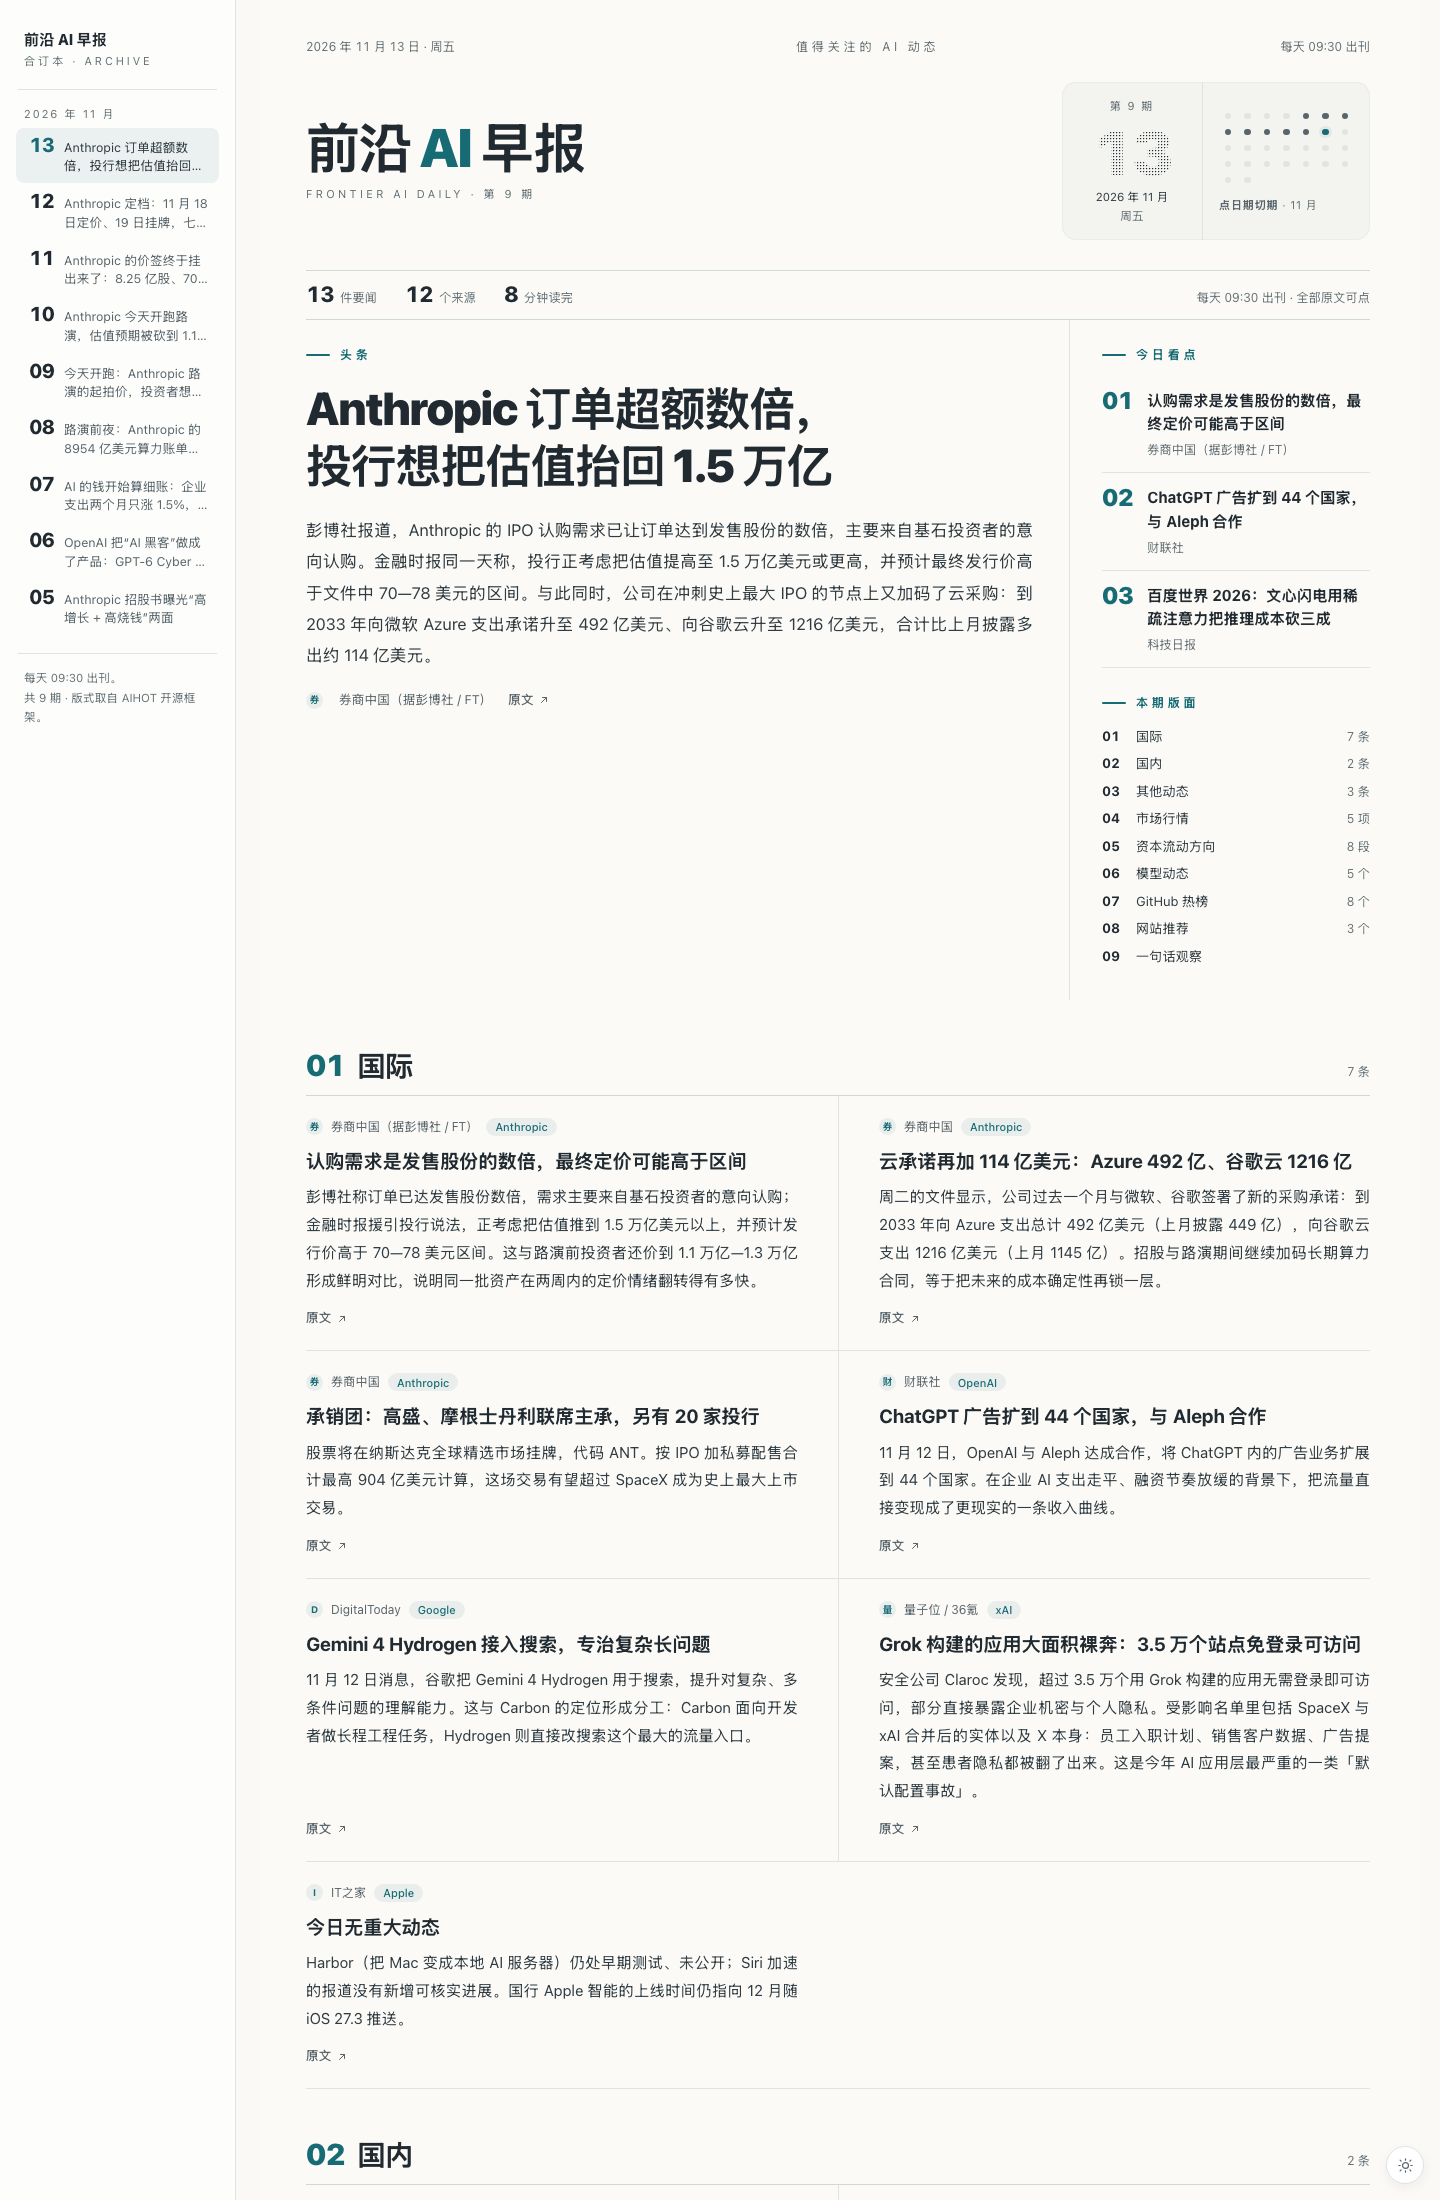 前沿 AI 早报
合订本 · ARCHIVE
2026 年 11 月
13 Anthropic 订单超额数
倍，投行想把估值抬回...
12 Anthropic 定档：11 月 18
日定价、19 日挂牌，七...
11 Anthropic 的价签终于挂
出来了：8.25 亿股、70...
10 Anthropic 今天开跑路
演，估值预期被砍到 1.1...
09 今天开跑：Anthropic 路
演的起拍价，投资者想...
08 路演前夜：Anthropic 的
8954 亿美元算力账单...
07 AI 的钱开始算细账：企业
支出两个月只涨 1.5%，...
06 OpenAI 把“AI 黑客”做成
了产品：GPT-6 Cyber ...
05 Anthropic 招股书曝光“高
增长 + 高烧钱”两面
每天 09:30 出刊。
共 9 期 · 版式取自 AIHOT 开源框
架。
2026 年 11 月 13 日 · 周五
值得关注的 AI 动态
每天 09:30 出刊
前沿 AI 早报
FRONTIER AI DAILY · 第 9 期
第 9 期
13
2026 年 11 月
周五
点日期切期 · 11 月
13 件要闻
12 个来源
8 分钟读完
每天 09:30 出刊 · 全部原文可点
头条
Anthropic 订单超额数倍，
投行想把估值抬回 1.5 万亿
彭博社报道，Anthropic 的 IPO 认购需求已让订单达到发售股份的数倍，主要来自基石投资者的意
向认购。金融时报同一天称，投行正考虑把估值提高至 1.5 万亿美元或更高，并预计最终发行价高
于文件中 70—78 美元的区间。与此同时，公司在冲刺史上最大 IPO 的节点上又加码了云采购：到
2033 年向微软 Azure 支出承诺升至 492 亿美元、向谷歌云升至 1216 亿美元，合计比上月披露多
出约 114 亿美元。
券 券商中国（据彭博社 / FT） 原文 ↗
今日看点
01 认购需求是发售股份的数倍，最
终定价可能高于区间
券商中国（据彭博社 / FT）
02 ChatGPT 广告扩到 44 个国家，
与 Aleph 合作
财联社
03 百度世界 2026：文心闪电用稀
疏注意力把推理成本砍三成
科技日报
本期版面
01 国际 7 条
02 国内 2 条
03 其他动态 3 条
04 市场行情 5 项
05 资本流动方向 8 段
06 模型动态 5 个
07 GitHub 热榜 8 个
08 网站推荐 3 个
09 一句话观察
01 国际
7 条
券 券商中国（据彭博社 / FT） Anthropic
认购需求是发售股份的数倍，最终定价可能高于区间
彭博社称订单已达发售股份数倍，需求主要来自基石投资者的意向认购；
金融时报援引投行说法，正考虑把估值推到 1.5 万亿美元以上，并预计发
行价高于 70—78 美元区间。这与路演前投资者还价到 1.1 万亿—1.3 万亿
形成鲜明对比，说明同一批资产在两周内的定价情绪翻转得有多快。
原文 ↗
券 券商中国 Anthropic
云承诺再加 114 亿美元：Azure 492 亿、谷歌云 1216 亿
周二的文件显示，公司过去一个月与微软、谷歌签署了新的采购承诺：到
2033 年向 Azure 支出总计 492 亿美元（上月披露 449 亿），向谷歌云
支出 1216 亿美元（上月 1145 亿）。招股与路演期间继续加码长期算力
合同，等于把未来的成本确定性再锁一层。
原文 ↗
券 券商中国 Anthropic
承销团：高盛、摩根士丹利联席主承，另有 20 家投行
股票将在纳斯达克全球精选市场挂牌，代码 ANT。按 IPO 加私募配售合
计最高 904 亿美元计算，这场交易有望超过 SpaceX 成为史上最大上市
交易。
原文 ↗
财 财联社 OpenAI
ChatGPT 广告扩到 44 个国家，与 Aleph 合作
11 月 12 日，OpenAI 与 Aleph 达成合作，将 ChatGPT 内的广告业务扩展
到 44 个国家。在企业 AI 支出走平、融资节奏放缓的背景下，把流量直
接变现成了更现实的一条收入曲线。
原文 ↗
D DigitalToday Google
Gemini 4 Hydrogen 接入搜索，专治复杂长问题
11 月 12 日消息，谷歌把 Gemini 4 Hydrogen 用于搜索，提升对复杂、多
条件问题的理解能力。这与 Carbon 的定位形成分工：Carbon 面向开发
者做长程工程任务，Hydrogen 则直接改搜索这个最大的流量入口。
原文 ↗
量 量子位 / 36氪 xAI
Grok 构建的应用大面积裸奔：3.5 万个站点免登录可访问
安全公司 Claroc 发现，超过 3.5 万个用 Grok 构建的应用无需登录即可访
问，部分直接暴露企业机密与个人隐私。受影响名单里包括 SpaceX 与
xAI 合并后的实体以及 X 本身：员工入职计划、销售客户数据、广告提
案，甚至患者隐私都被翻了出来。这是今年 AI 应用层最严重的一类「默
认配置事故」。
原文 ↗
I IT之家 Apple
今日无重大动态
Harbor（把 Mac 变成本地 AI 服务器）仍处早期测试、未公开；Siri 加速
的报道没有新增可核实进展。国行 Apple 智能的上线时间仍指向 12 月随
iOS 27.3 推送。
原文 ↗
02 国内
2 条